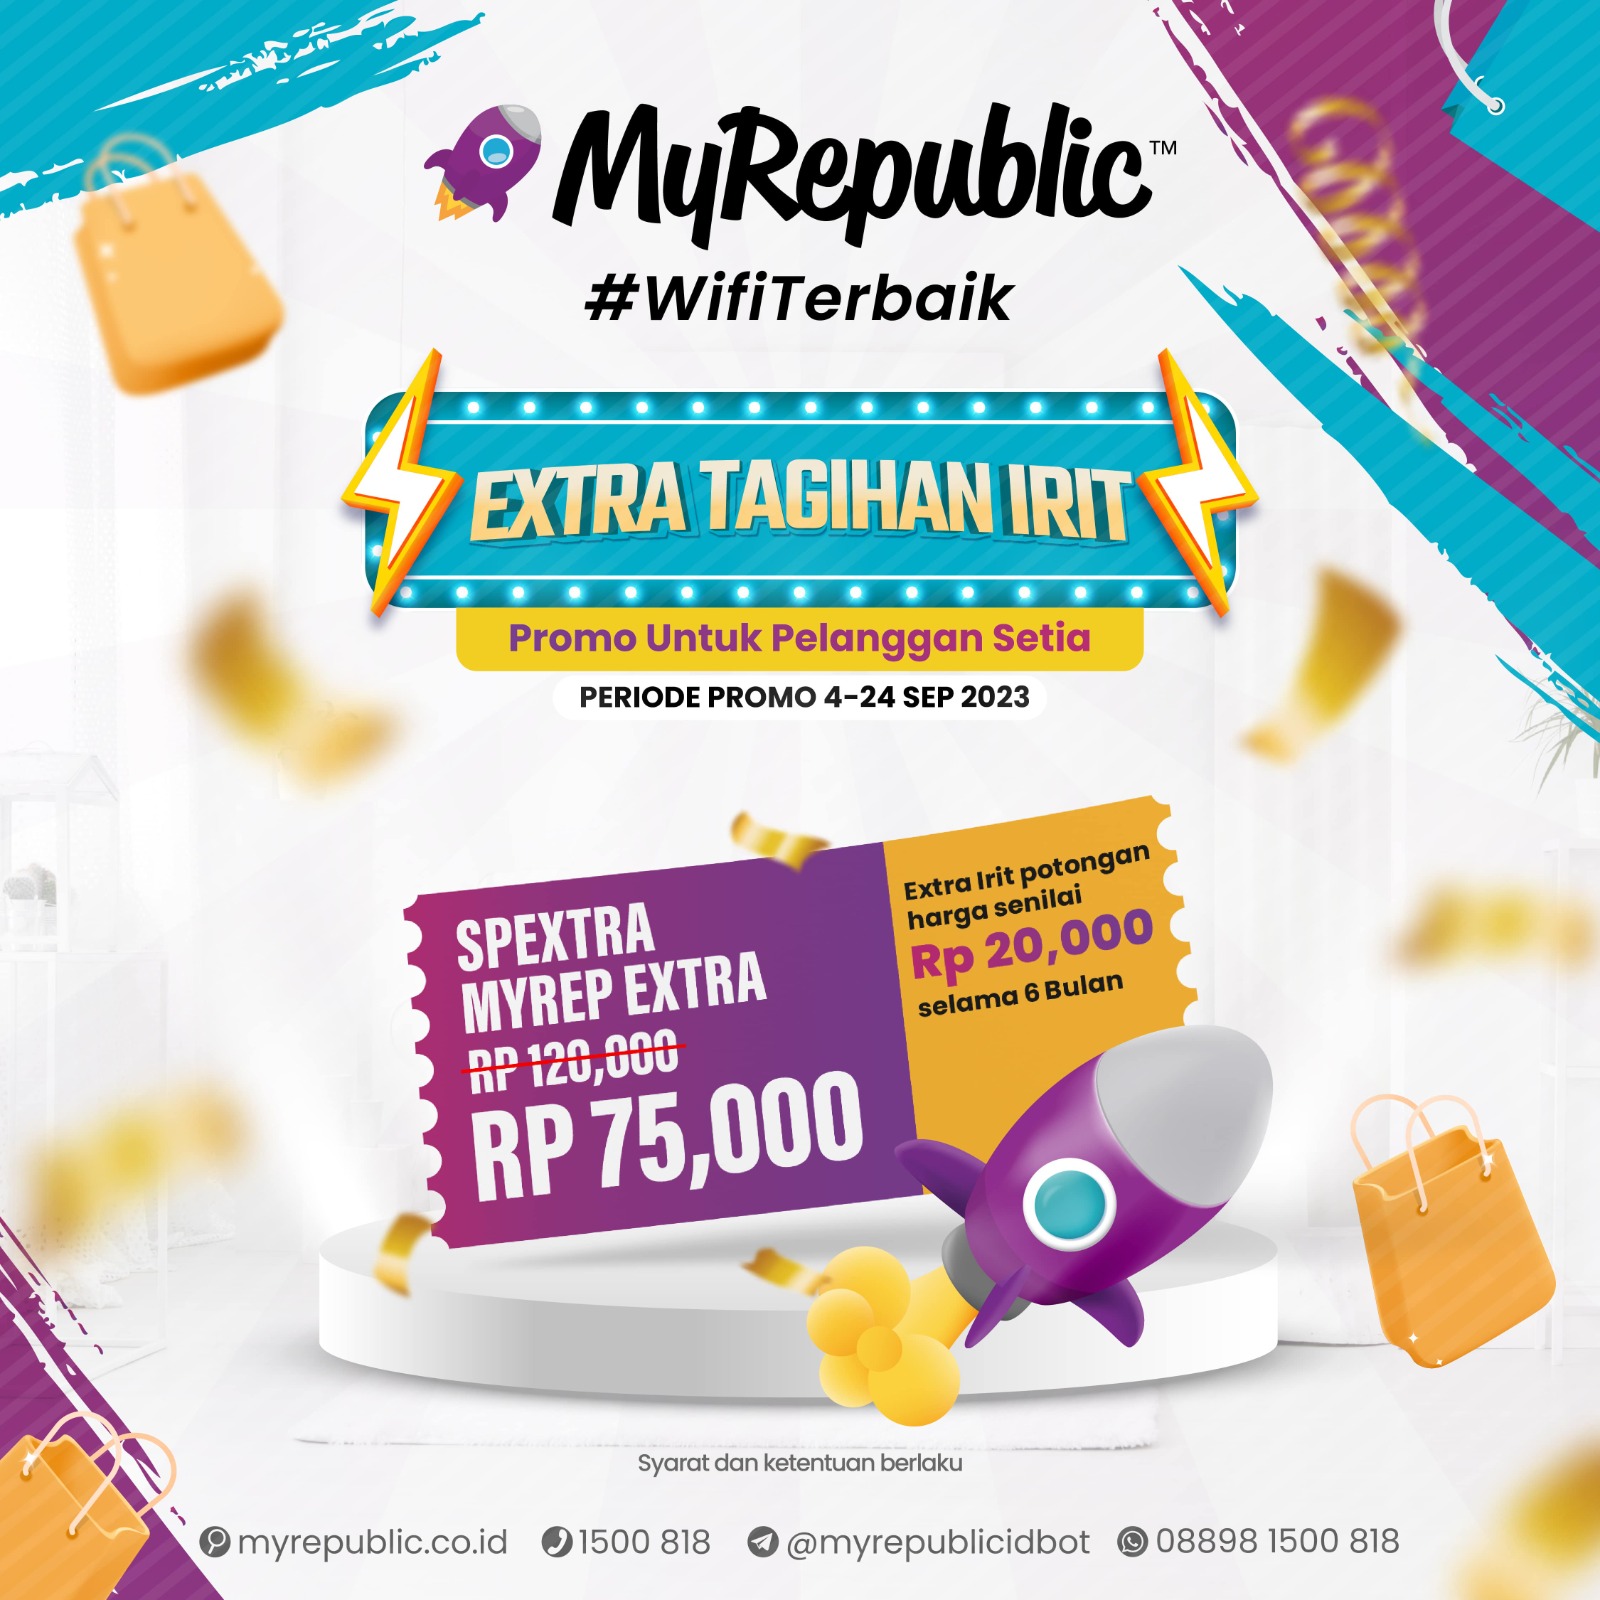 MyRepublic™
#WifiTerbaik
EXTRA TAGIHAN IRIT
Promo Untuk Pelanggan Setia
PERIODE PROMO 4-24 SEP 2023
SPEXTRA
MYREP EXTRA
RP 120,000
RP 75,000
Extra Irit potongan
harga senilai
Rp 20,000
selama 6 Bulan
Syarat dan ketentuan berlaku
myrepublic.co.id 1500 818 @myrepublicidbot 08898 1500 818